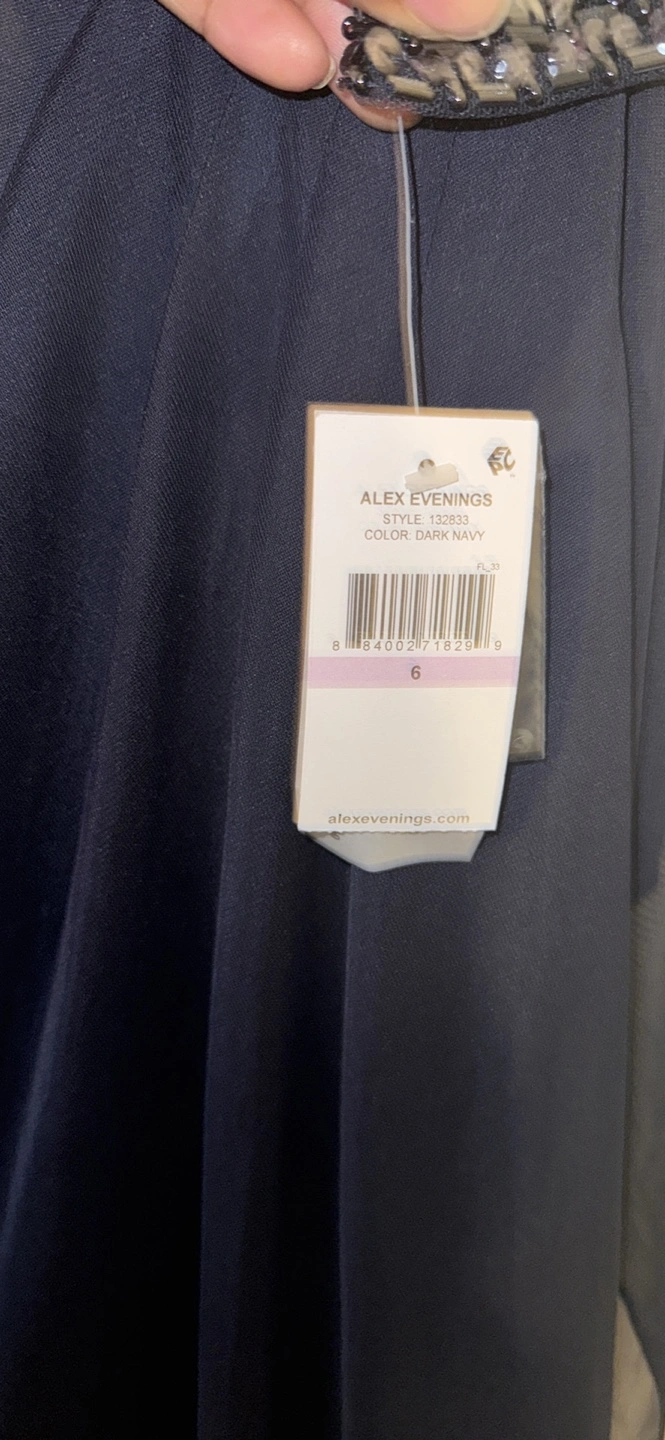 ALEX EVENINGS
STYLE: 132833
COLOR: DARK NAVY
FL_33
8 84002 71829 9
6
alexevenings.com